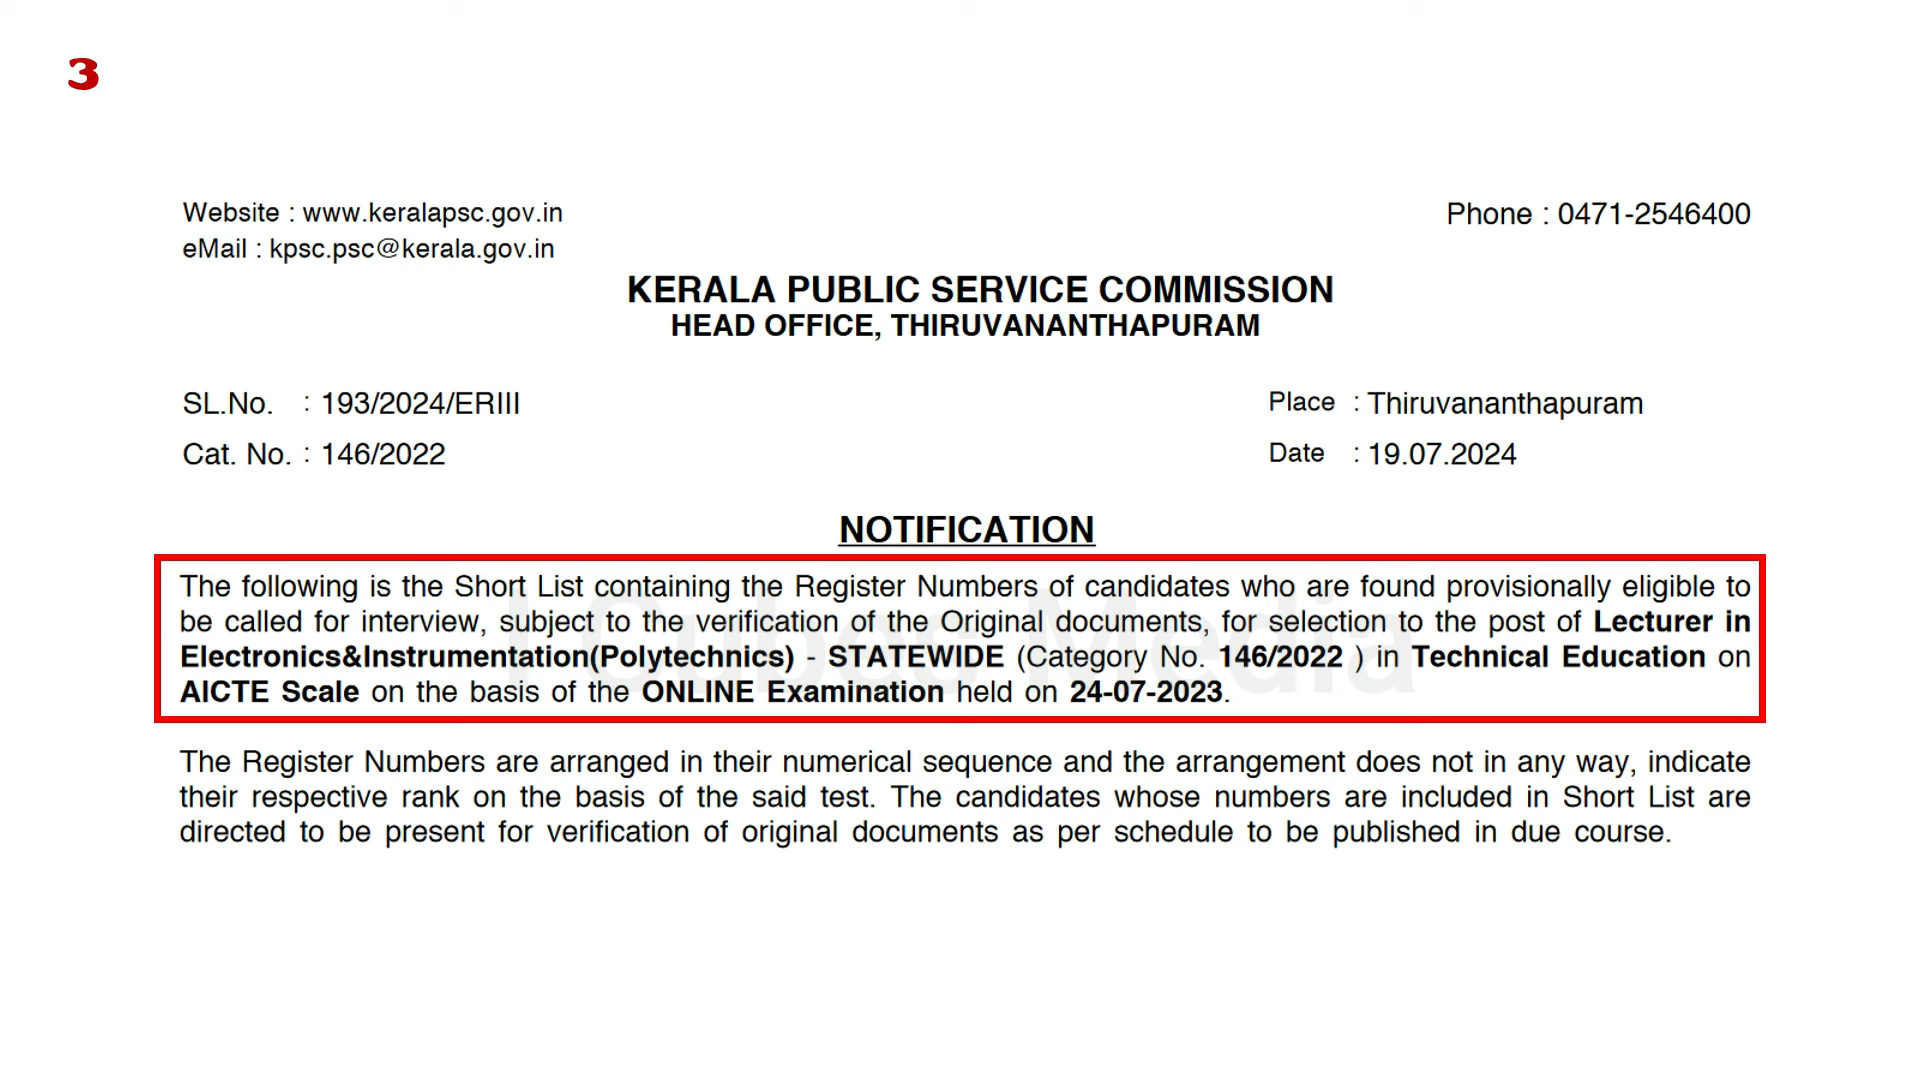 3
Website : www.keralapsc.gov.in
Phone : 0471-2546400
eMail : kpsc.psc@kerala.gov.in
KERALA PUBLIC SERVICE COMMISSION
HEAD OFFICE, THIRUVANANTHAPURAM
SL.No. : 193/2024/ERIII
Place : Thiruvananthapuram
Cat. No. : 146/2022
Date : 19.07.2024
NOTIFICATION
The following is the Short List containing the Register Numbers of candidates who are found provisionally eligible to
be called for interview, subject to the verification of the Original documents, for selection to the post of Lecturer in
Electronics&Instrumentation(Polytechnics) - STATEWIDE (Category No. 146/2022 ) in Technical Education on
AICTE Scale on the basis of the ONLINE Examination held on 24-07-2023.
I Cubes Media
The Register Numbers are arranged in their numerical sequence and the arrangement does not in any way, indicate
their respective rank on the basis of the said test. The candidates whose numbers are included in Short List are
directed to be present for verification of original documents as per schedule to be published in due course.